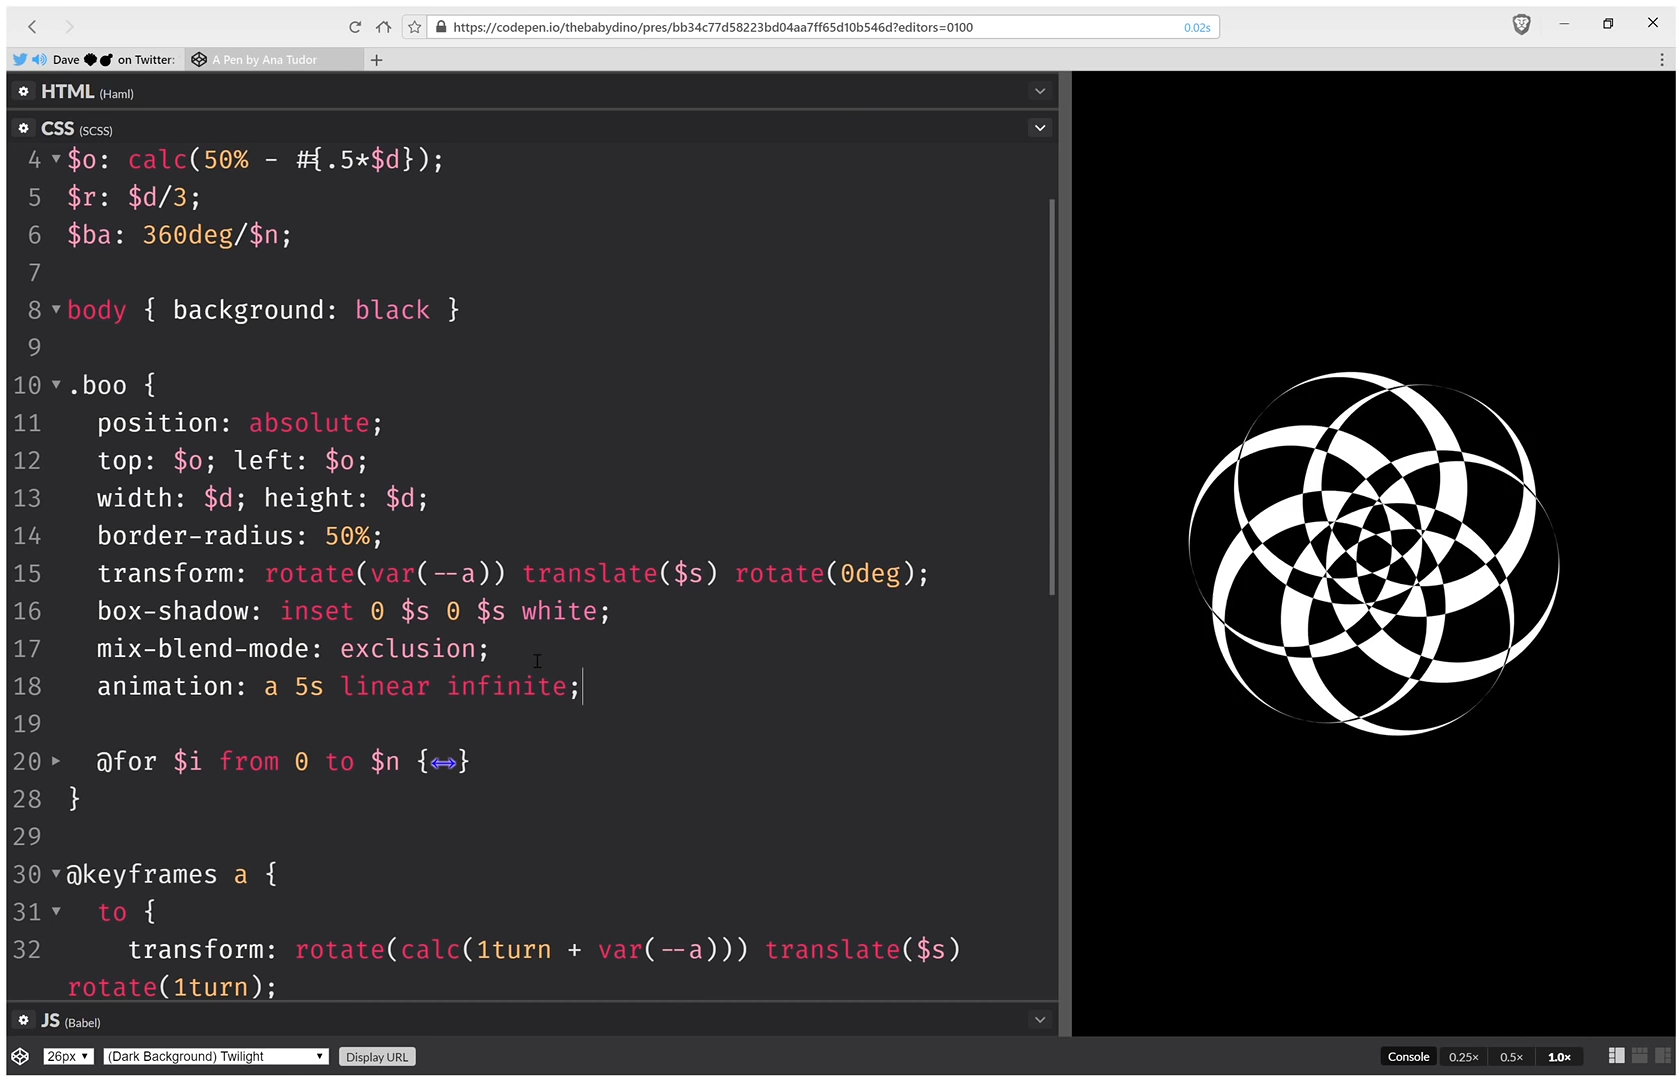 https://codepen.io/thebabydino/pres/bb34c77d58223bd04aa7ff65d10b546d?editors=0100 0.02s
Dave on Twitter: A Pen by Ana Tudor
HTML (Haml)
CSS (SCSS)
4 $o: calc(50% - #{.5*$d});
5 $r: $d/3;
6 $ba: 360deg/$n;
7
8 body { background: black }
9
10 .boo {
11 position: absolute;
12 top: $o; left: $o;
13 width: $d; height: $d;
14 border-radius: 50%;
15 transform: rotate(var(--a)) translate($s) rotate(0deg);
16 box-shadow: inset 0 $s 0 $s white;
17 mix-blend-mode: exclusion;
18 animation: a 5s linear infinite;
19
20 @for $i from 0 to $n {↔}
28 }
29
30 @keyframes a {
31 to {
32 transform: rotate(calc(1turn + var(--a))) translate($s)
rotate(1turn);
JS (Babel)
26px (Dark Background) Twilight Display URL Console 0.25× 0.5× 1.0×